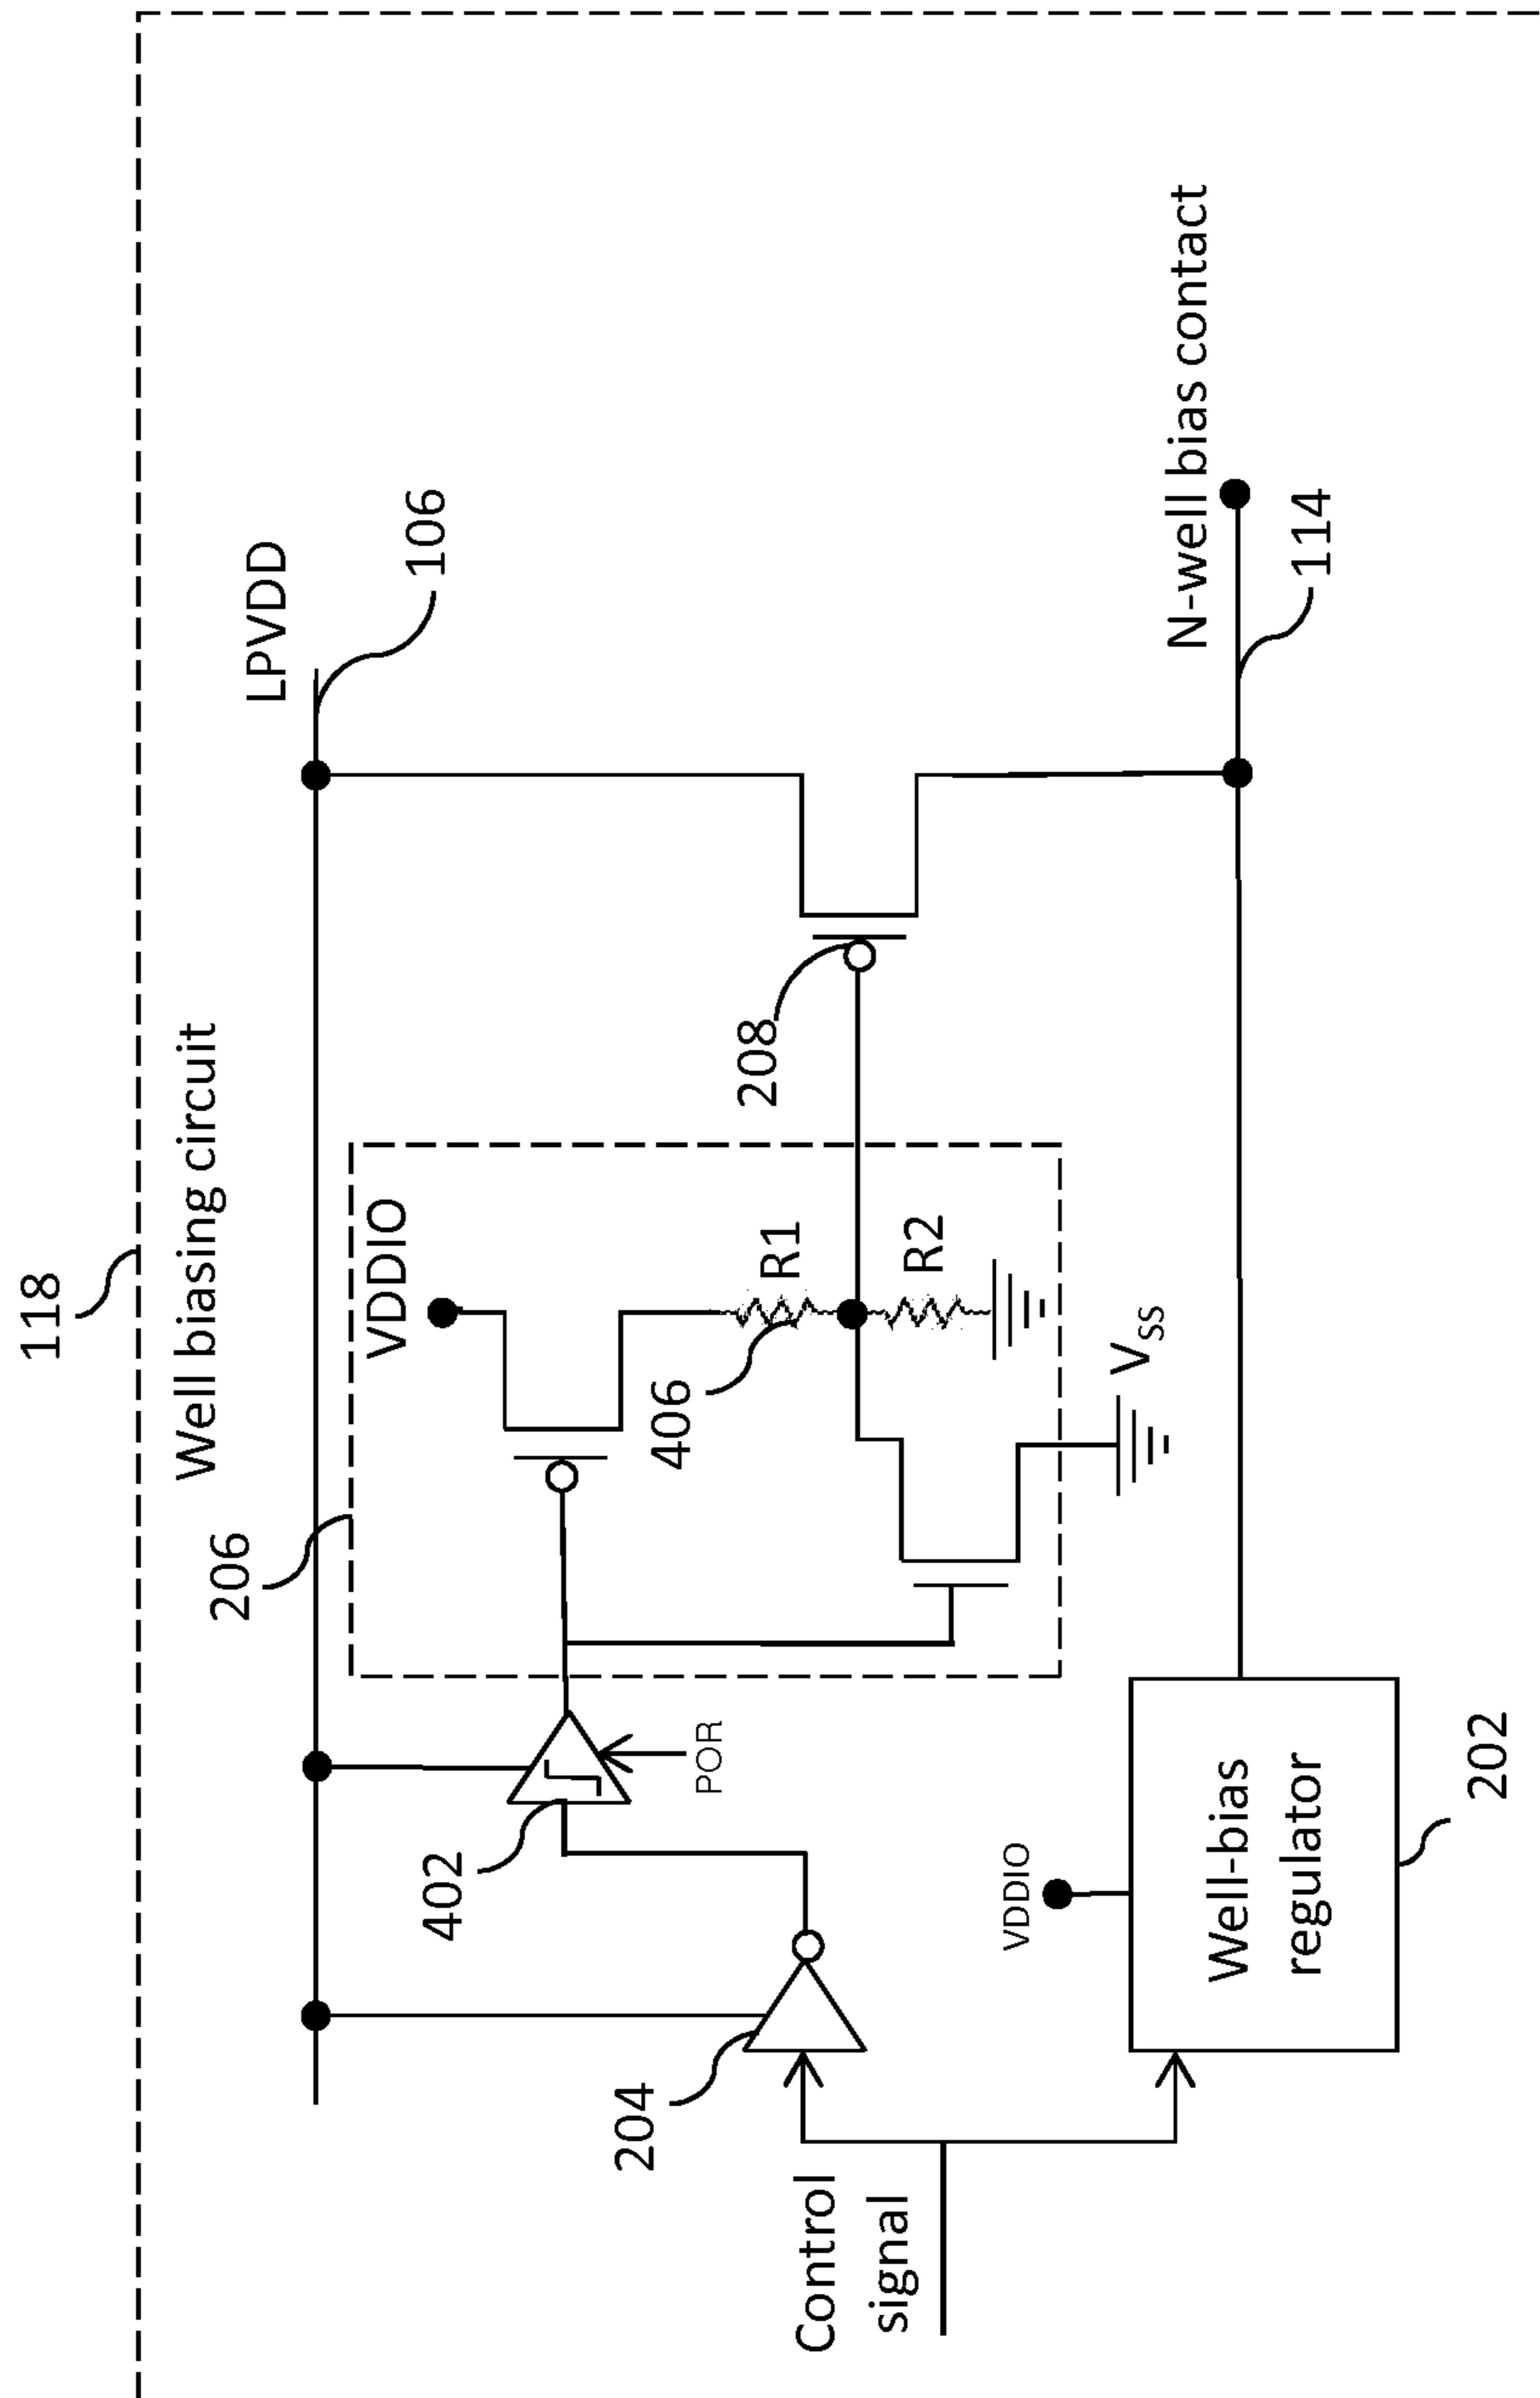 118
Well biasing circuit
LPVDD
106
206
VDDIO
402
POR
406
R1
R2
208
204
Control
signal
VDDIO
VSS
N-well bias contact
114
Well-bias
regulator
202